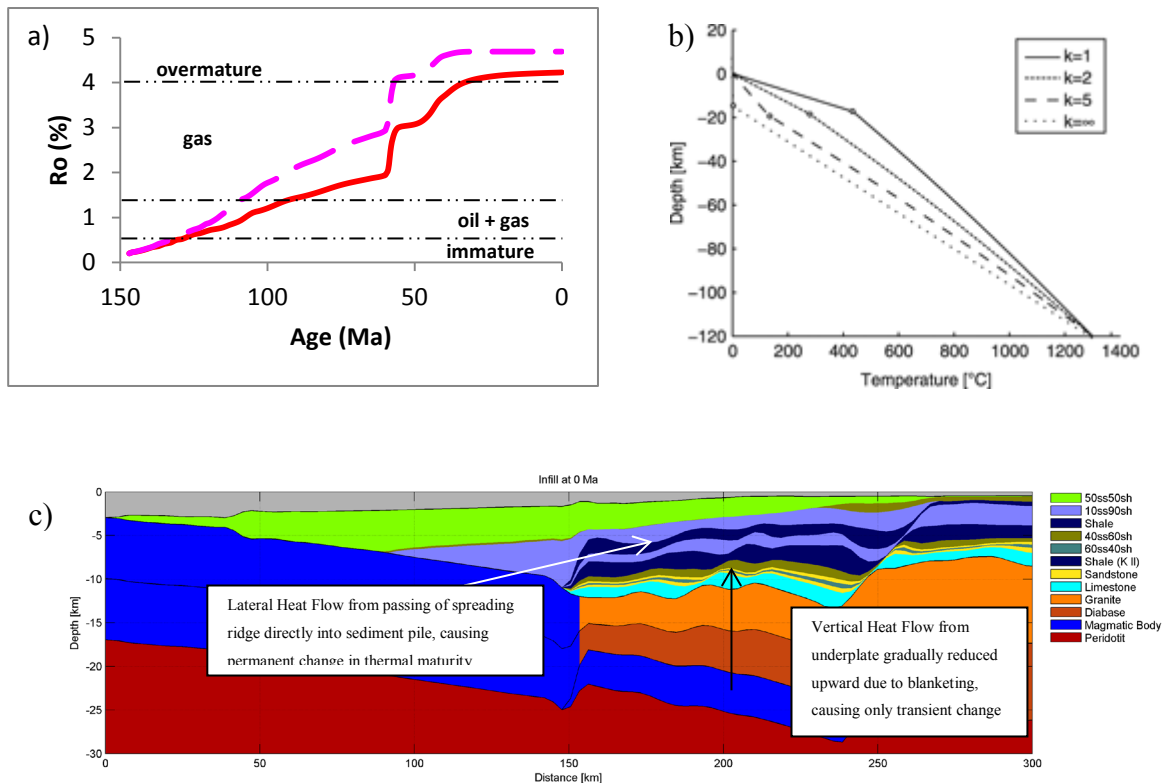 a)
5
4
3
2
1
0
overmature
gas
oil + gas
immature
Ro (%)
150
100
50
0
Age (Ma)
b)
20
0
−20
−40
−60
−80
−100
−120
Depth [km]
k=1
k=2
k=5
k=∞
0
200
400
600
800
1000
1200
1400
Temperature [°C]
c)
Infill at 0 Ma
0
-5
-10
-15
-20
-25
-30
Depth [km]
Lateral Heat Flow from passing of spreading
ridge directly into sediment pile, causing
permanent change in thermal maturity
Vertical Heat Flow from
underplate gradually reduced
upward due to blanketing,
causing only transient change
50ss50sh
10ss90sh
Shale
40ss60sh
60ss40sh
Shale (K II)
Sandstone
Limestone
Granite
Diabase
Magmatic Body
Peridotit
0
50
100
150
200
250
300
Distance [km]